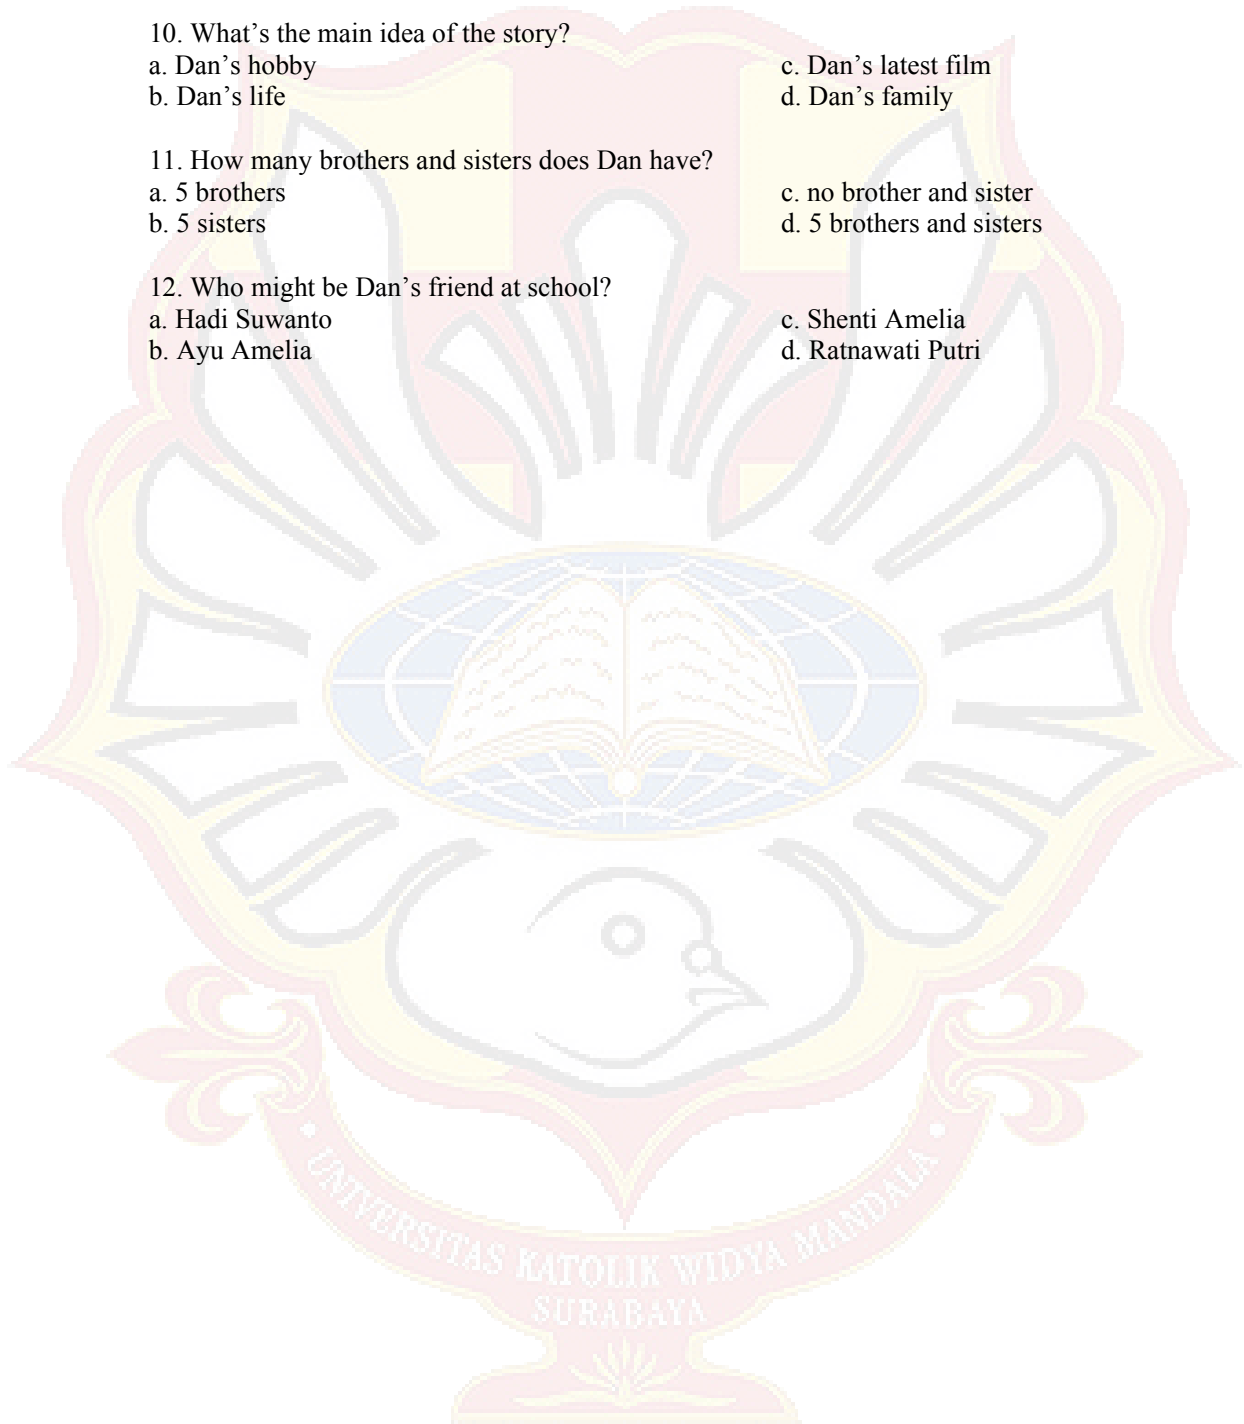 10. What’s the main idea of the story?
a. Dan’s hobby c. Dan’s latest film
b. Dan’s life d. Dan’s family
11. How many brothers and sisters does Dan have?
a. 5 brothers c. no brother and sister
b. 5 sisters d. 5 brothers and sisters
12. Who might be Dan’s friend at school?
a. Hadi Suwanto c. Shenti Amelia
b. Ayu Amelia d. Ratnawati Putri
UNIVERSITAS KATOLIK WIDYA MANDALA
SURABAYA